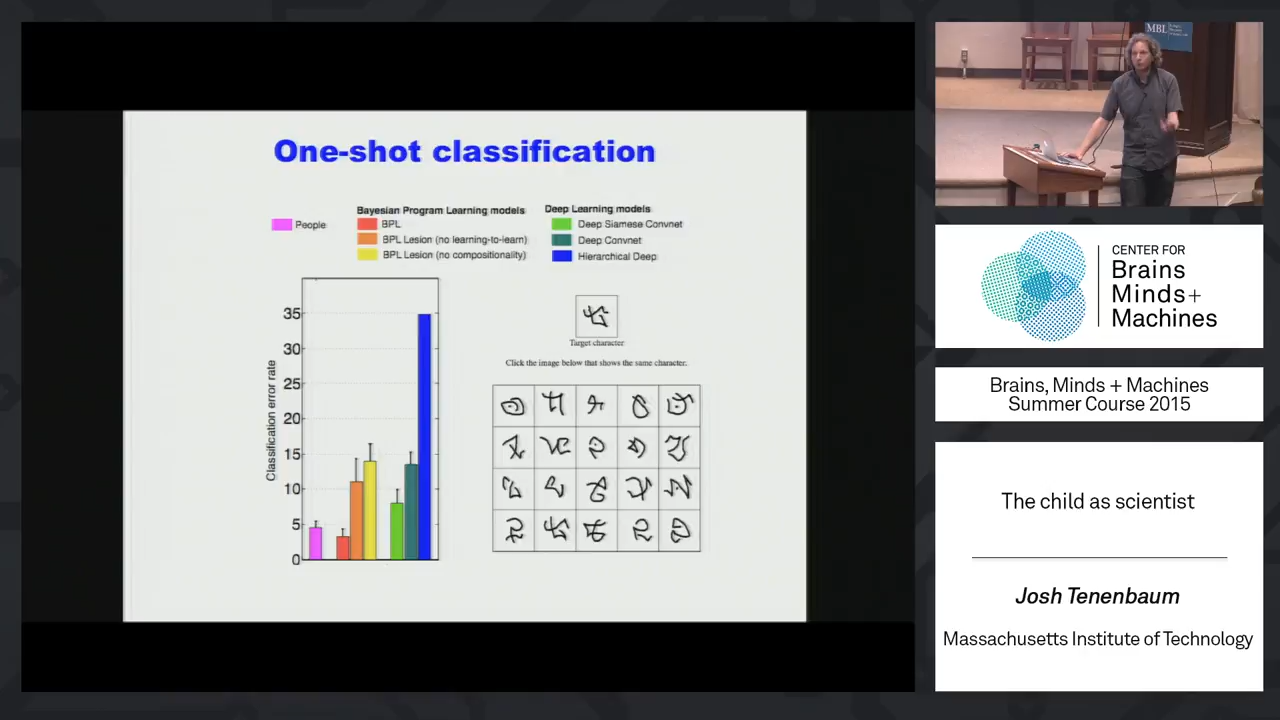 One-shot classification
People
Bayesian Program Learning models
BPL
BPL Lesion (no learning-to-learn)
BPL Lesion (no compositionality)
Deep Learning models
Deep Siamese Convnet
Deep Convnet
Hierarchical Deep
Classification error rate
35
30
25
20
15
10
5
0
Target character
Click the image below that shows the same character.
MBL
CENTER FOR
Brains
Minds+
Machines
Brains, Minds + Machines
Summer Course 2015
The child as scientist
Josh Tenenbaum
Massachusetts Institute of Technology